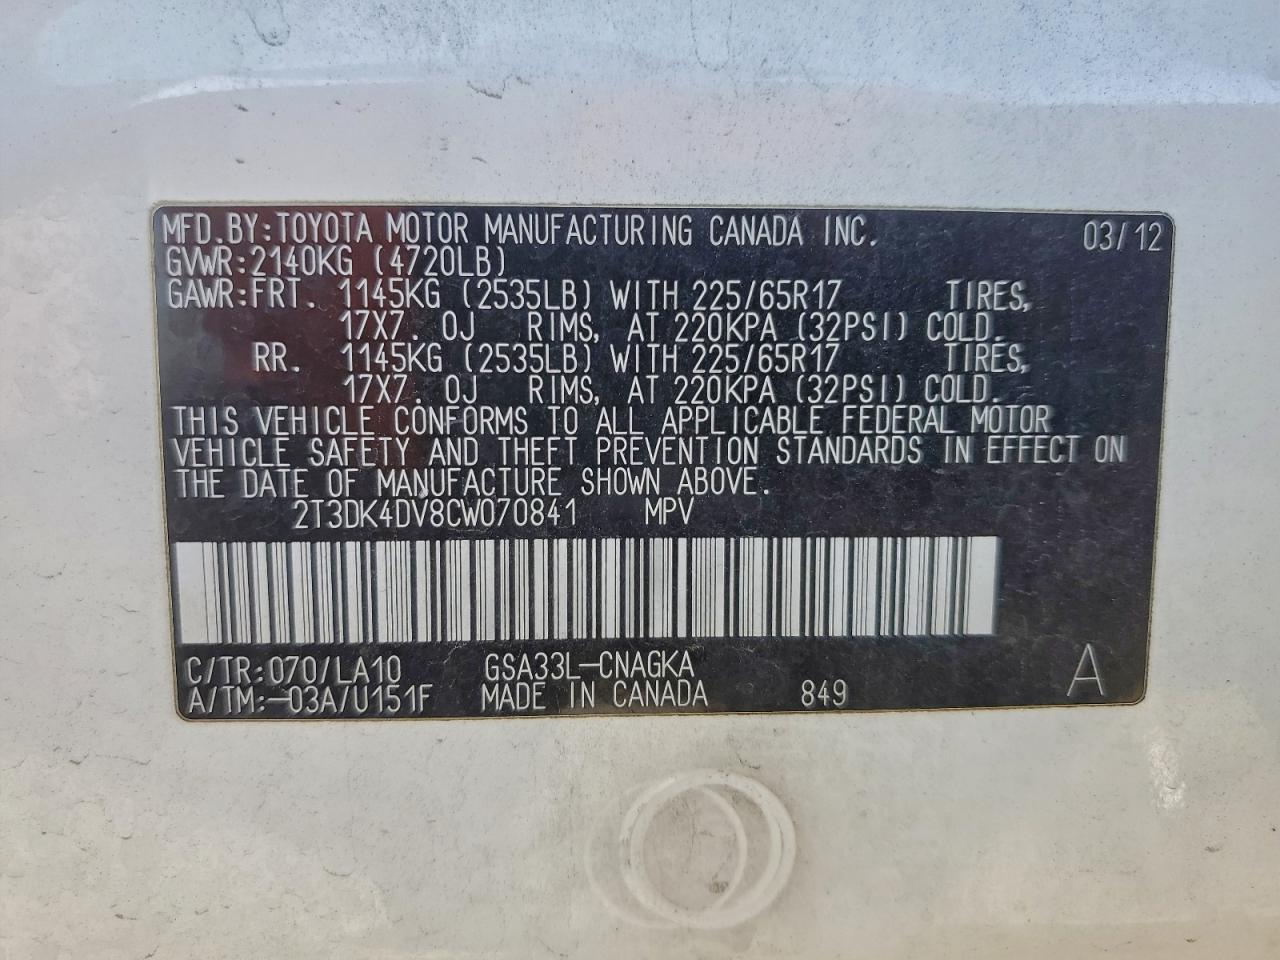 MFD.BY:TOYOTA MOTOR MANUFACTURING CANADA INC. 03/12
GVWR:2140KG (4720LB)
GAWR:FRT. 1145KG (2535LB) WITH 225/65R17 TIRES,
17X7. 0J RIMS, AT 220KPA (32PSI) COLD.
RR. 1145KG (2535LB) WITH 225/65R17 TIRES,
17X7. 0J RIMS, AT 220KPA (32PSI) COLD.
THIS VEHICLE CONFORMS TO ALL APPLICABLE FEDERAL MOTOR
VEHICLE SAFETY AND THEFT PREVENTION STANDARDS IN EFFECT ON
THE DATE OF MANUFACTURE SHOWN ABOVE.
2T3DK4DV8CW070841 MPV
C/TR:070/LA10 GSA33L-CNAGKA A
A/TM:-03A/U151F MADE IN CANADA 849